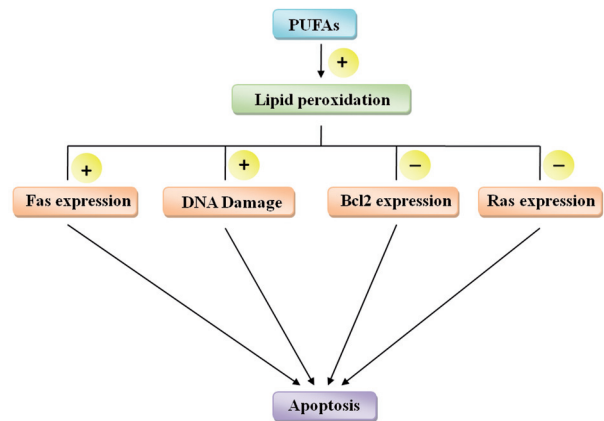 PUFAs
+
Lipid peroxidation
+
+
−
−
Fas expression
DNA Damage
Bcl2 expression
Ras expression
Apoptosis